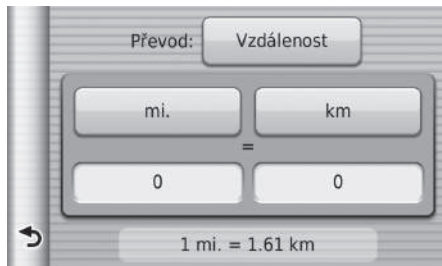 Převod: Vzdálenost
mi. km
=
0 0
1 mi. = 1.61 km